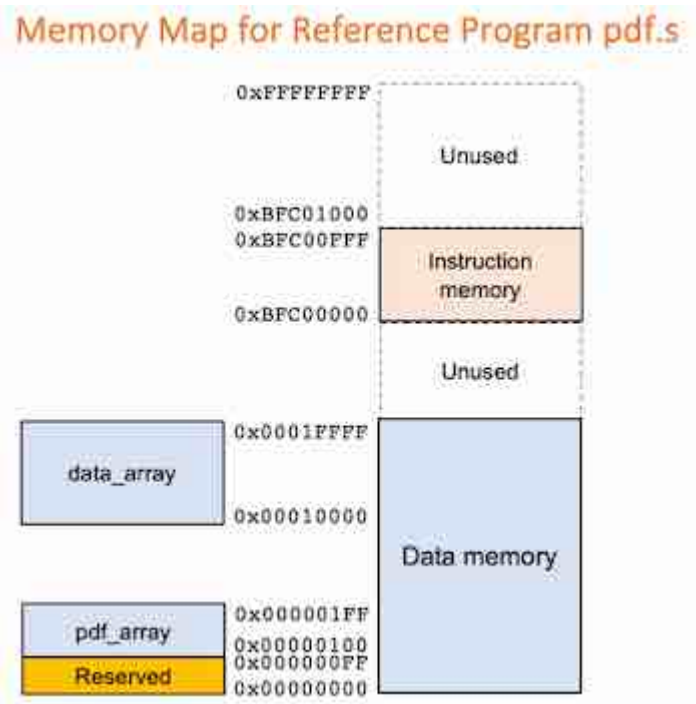 Memory Map for Reference Program pdf.s
0xFFFFFFFF
Unused
0xBFC01000
0xBFC00FFF
Instruction
memory
0xBFC00000
Unused
0x0001FFFF
data_array
0x00010000
Data memory
0x000001FF
pdf_array
0x00000100
0x000000FF
Reserved
0x00000000